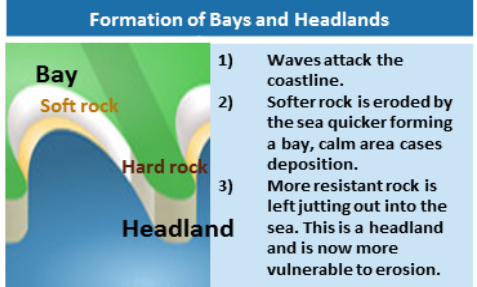 Formation of Bays and Headlands
Bay
Soft rock
Hard rock
Headland
1) Waves attack the
coastline.
2) Softer rock is eroded by
the sea quicker forming
a bay, calm area cases
deposition.
3) More resistant rock is
left jutting out into the
sea. This is a headland
and is now more
vulnerable to erosion.